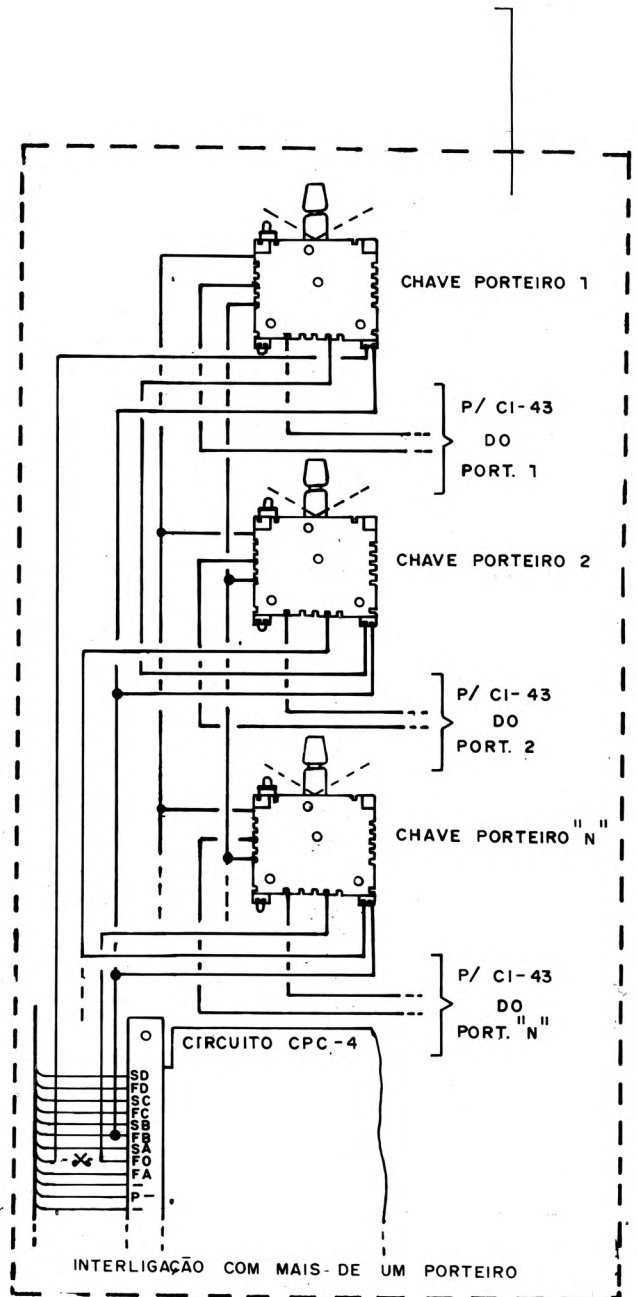 CHAVE PORTEIRO 1
P/ CI-43
DO
PORT. 1
CHAVE PORTEIRO 2
P/ CI-43
DO
PORT. 2
CHAVE PORTEIRO "N"
P/ CI-43
DO
PORT. "N"
CIRCUITO CPC-4
SD
FD
SC
FC
SB
FB
SA
FO
FA
—
P-
—
INTERLIGAÇÃO COM MAIS DE UM PORTEIRO